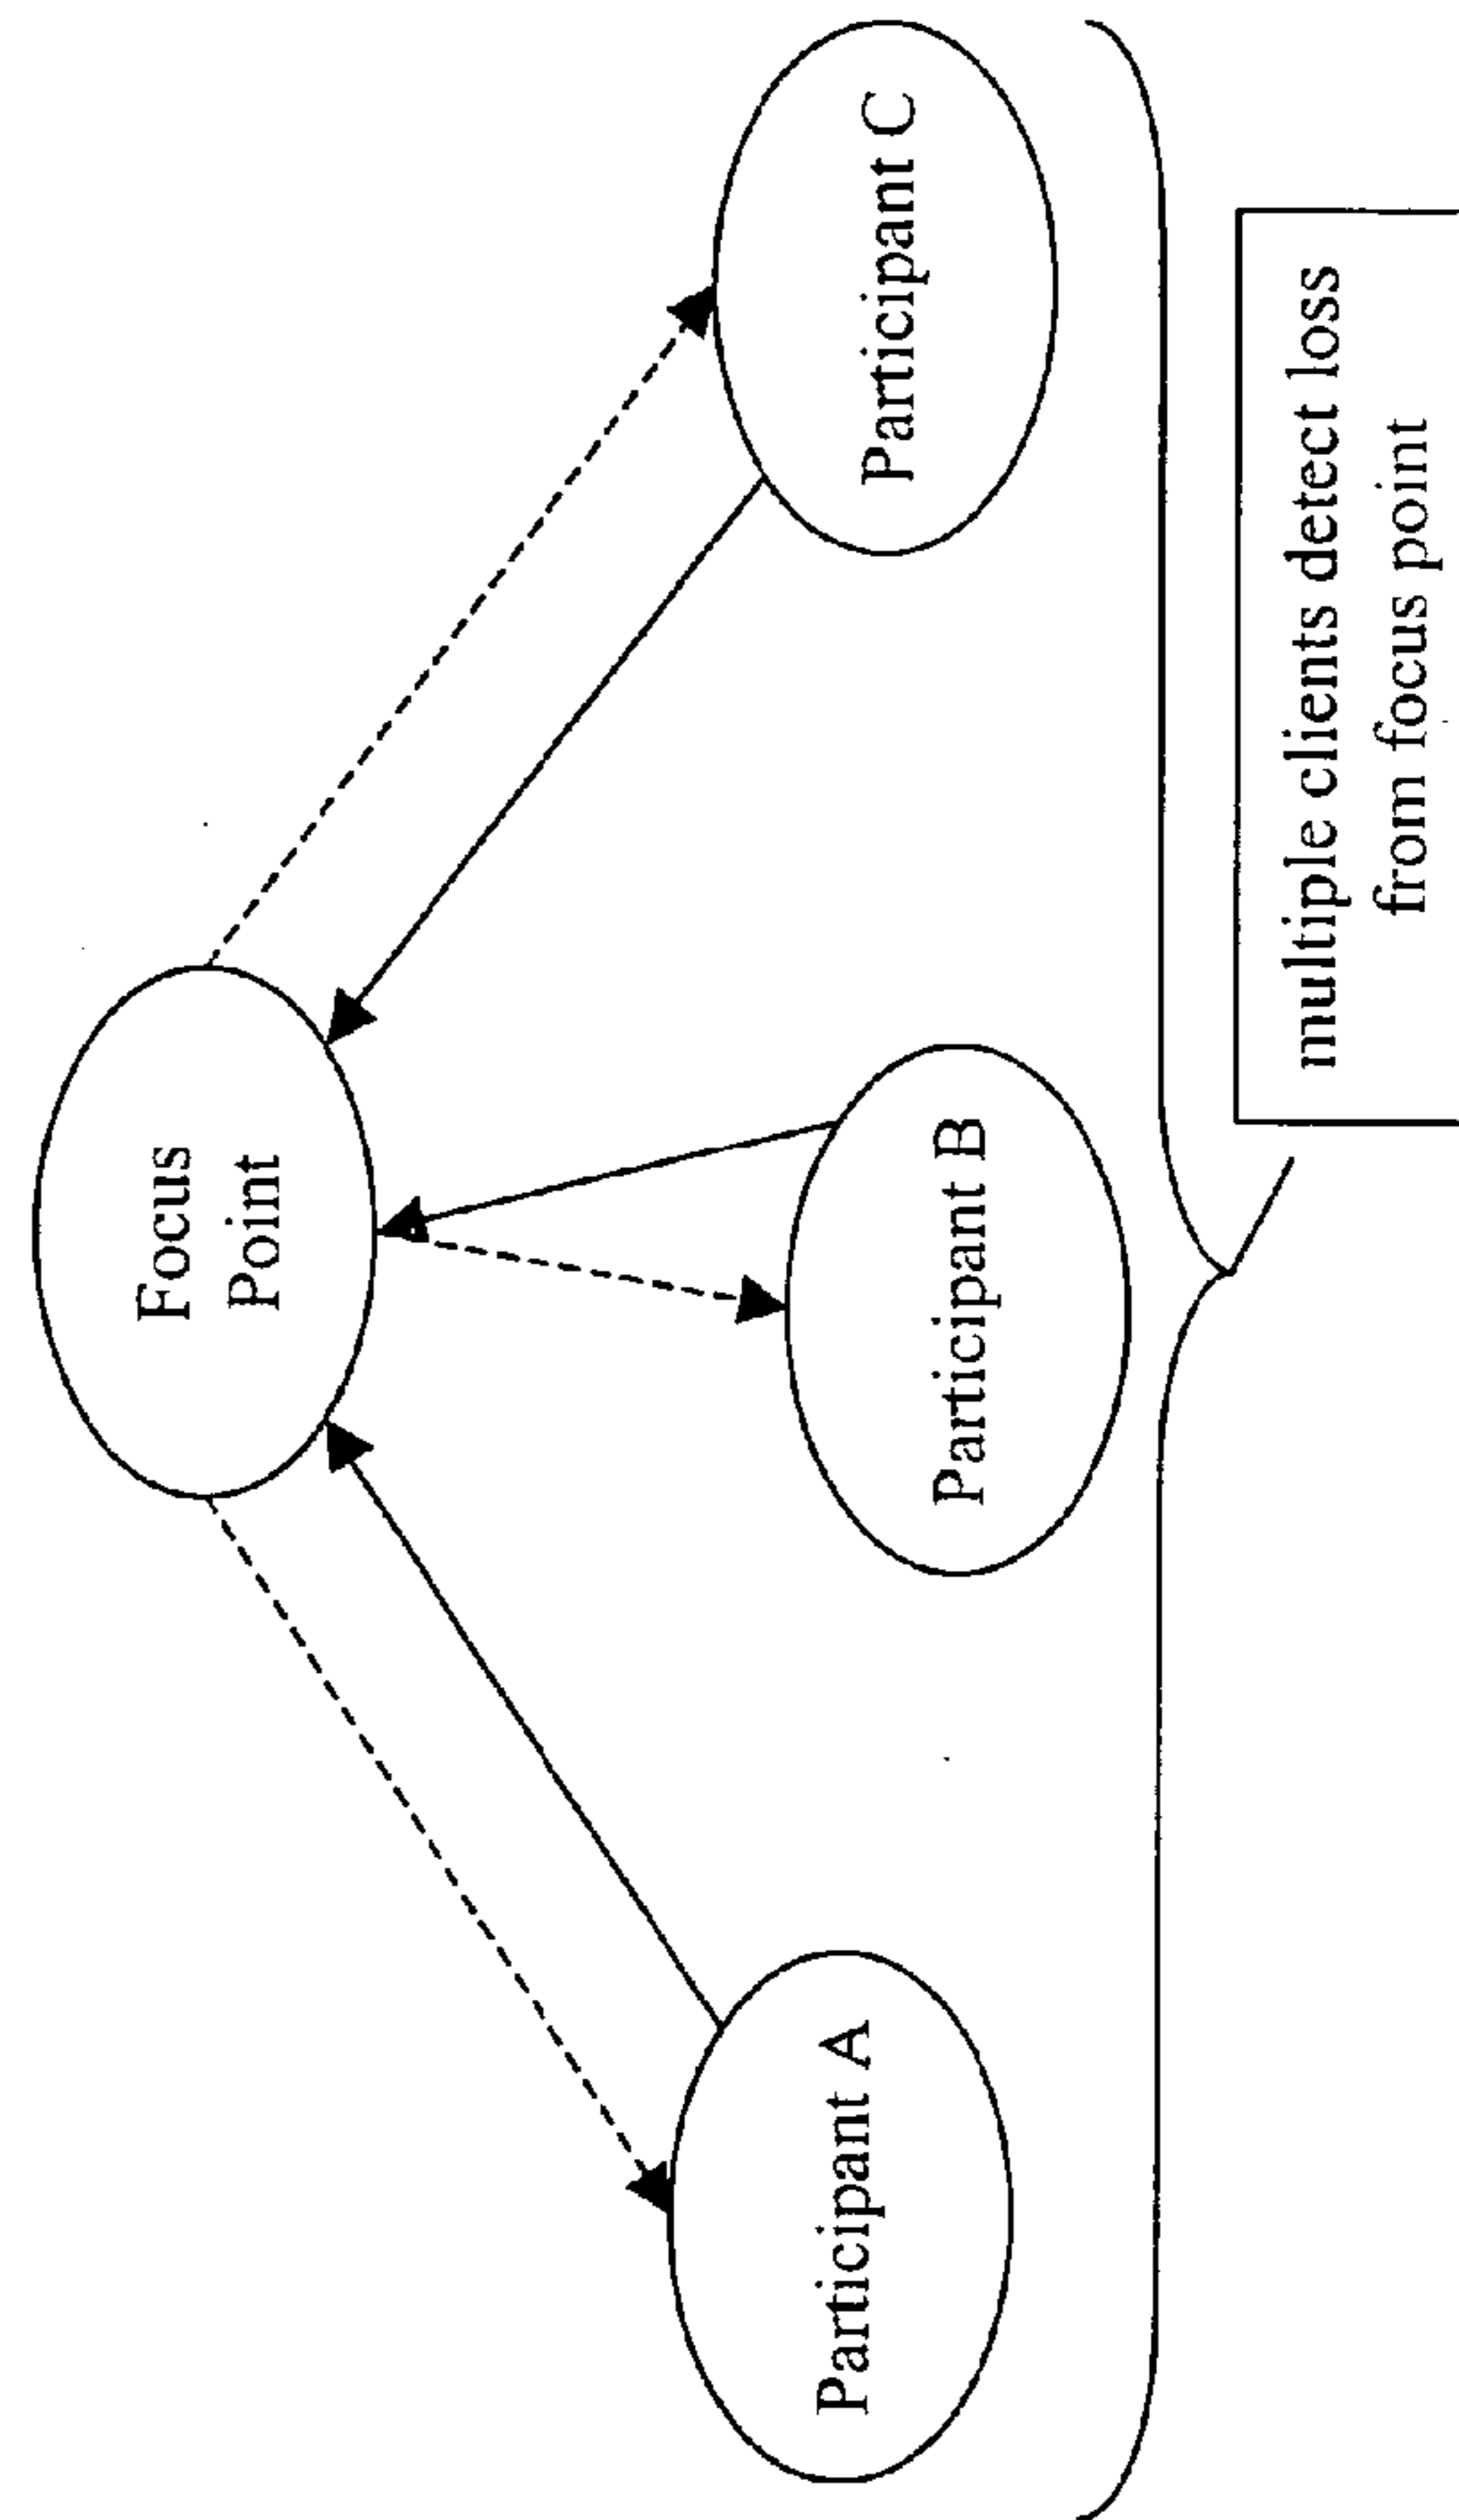 Focus
Point
Participant A
Participant B
Participant C
multiple clients detect loss
from focus point